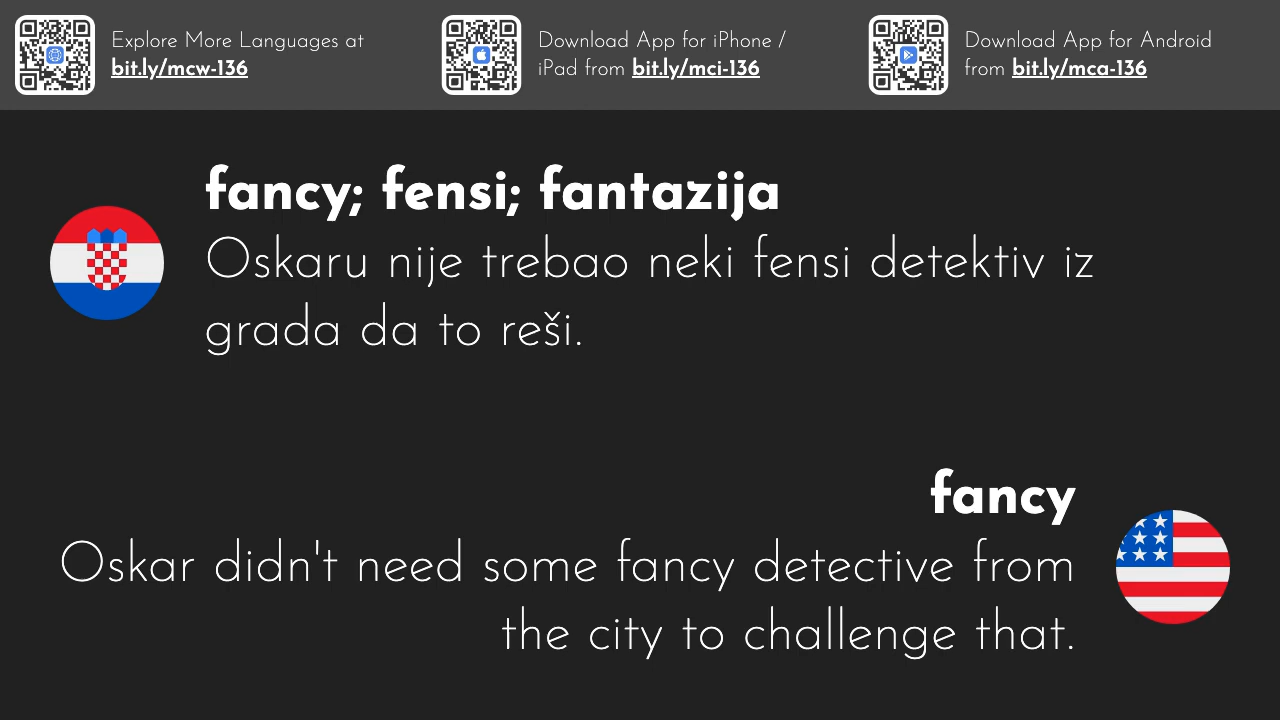 Explore More Languages at
bit.ly/mcw-136
Download App for iPhone /
iPad from bit.ly/mci-136
Download App for Android
from bit.ly/mca-136
fancy; fensi; fantazija
Oskaru nije trebao neki fensi detektiv iz
grada da to reši.
fancy
Oskar didn't need some fancy detective from
the city to challenge that.